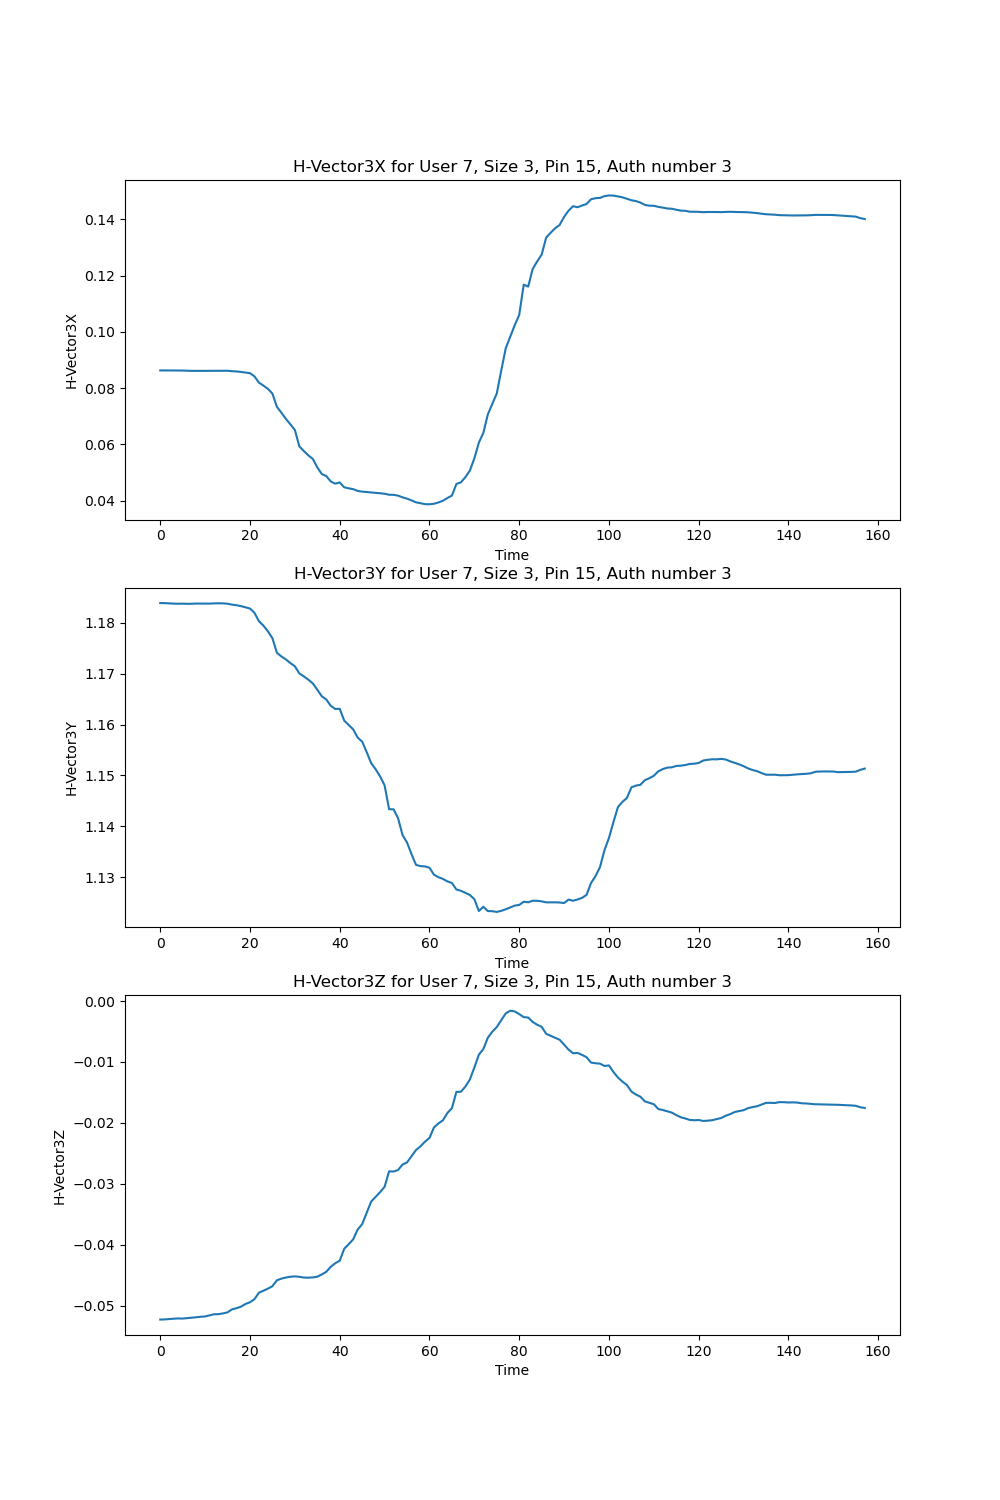 H-Vector3X for User 7, Size 3, Pin 15, Auth number 3
0.14
0.12
0.10
0.08
0.06
0.04
H-Vector3X
0 20 40 60 80 100 120 140 160
Time
H-Vector3Y for User 7, Size 3, Pin 15, Auth number 3
1.18
1.17
1.16
1.15
1.14
1.13
H-Vector3Y
0 20 40 60 80 100 120 140 160
Time
H-Vector3Z for User 7, Size 3, Pin 15, Auth number 3
0.00
−0.01
−0.02
−0.03
−0.04
−0.05
H-Vector3Z
0 20 40 60 80 100 120 140 160
Time